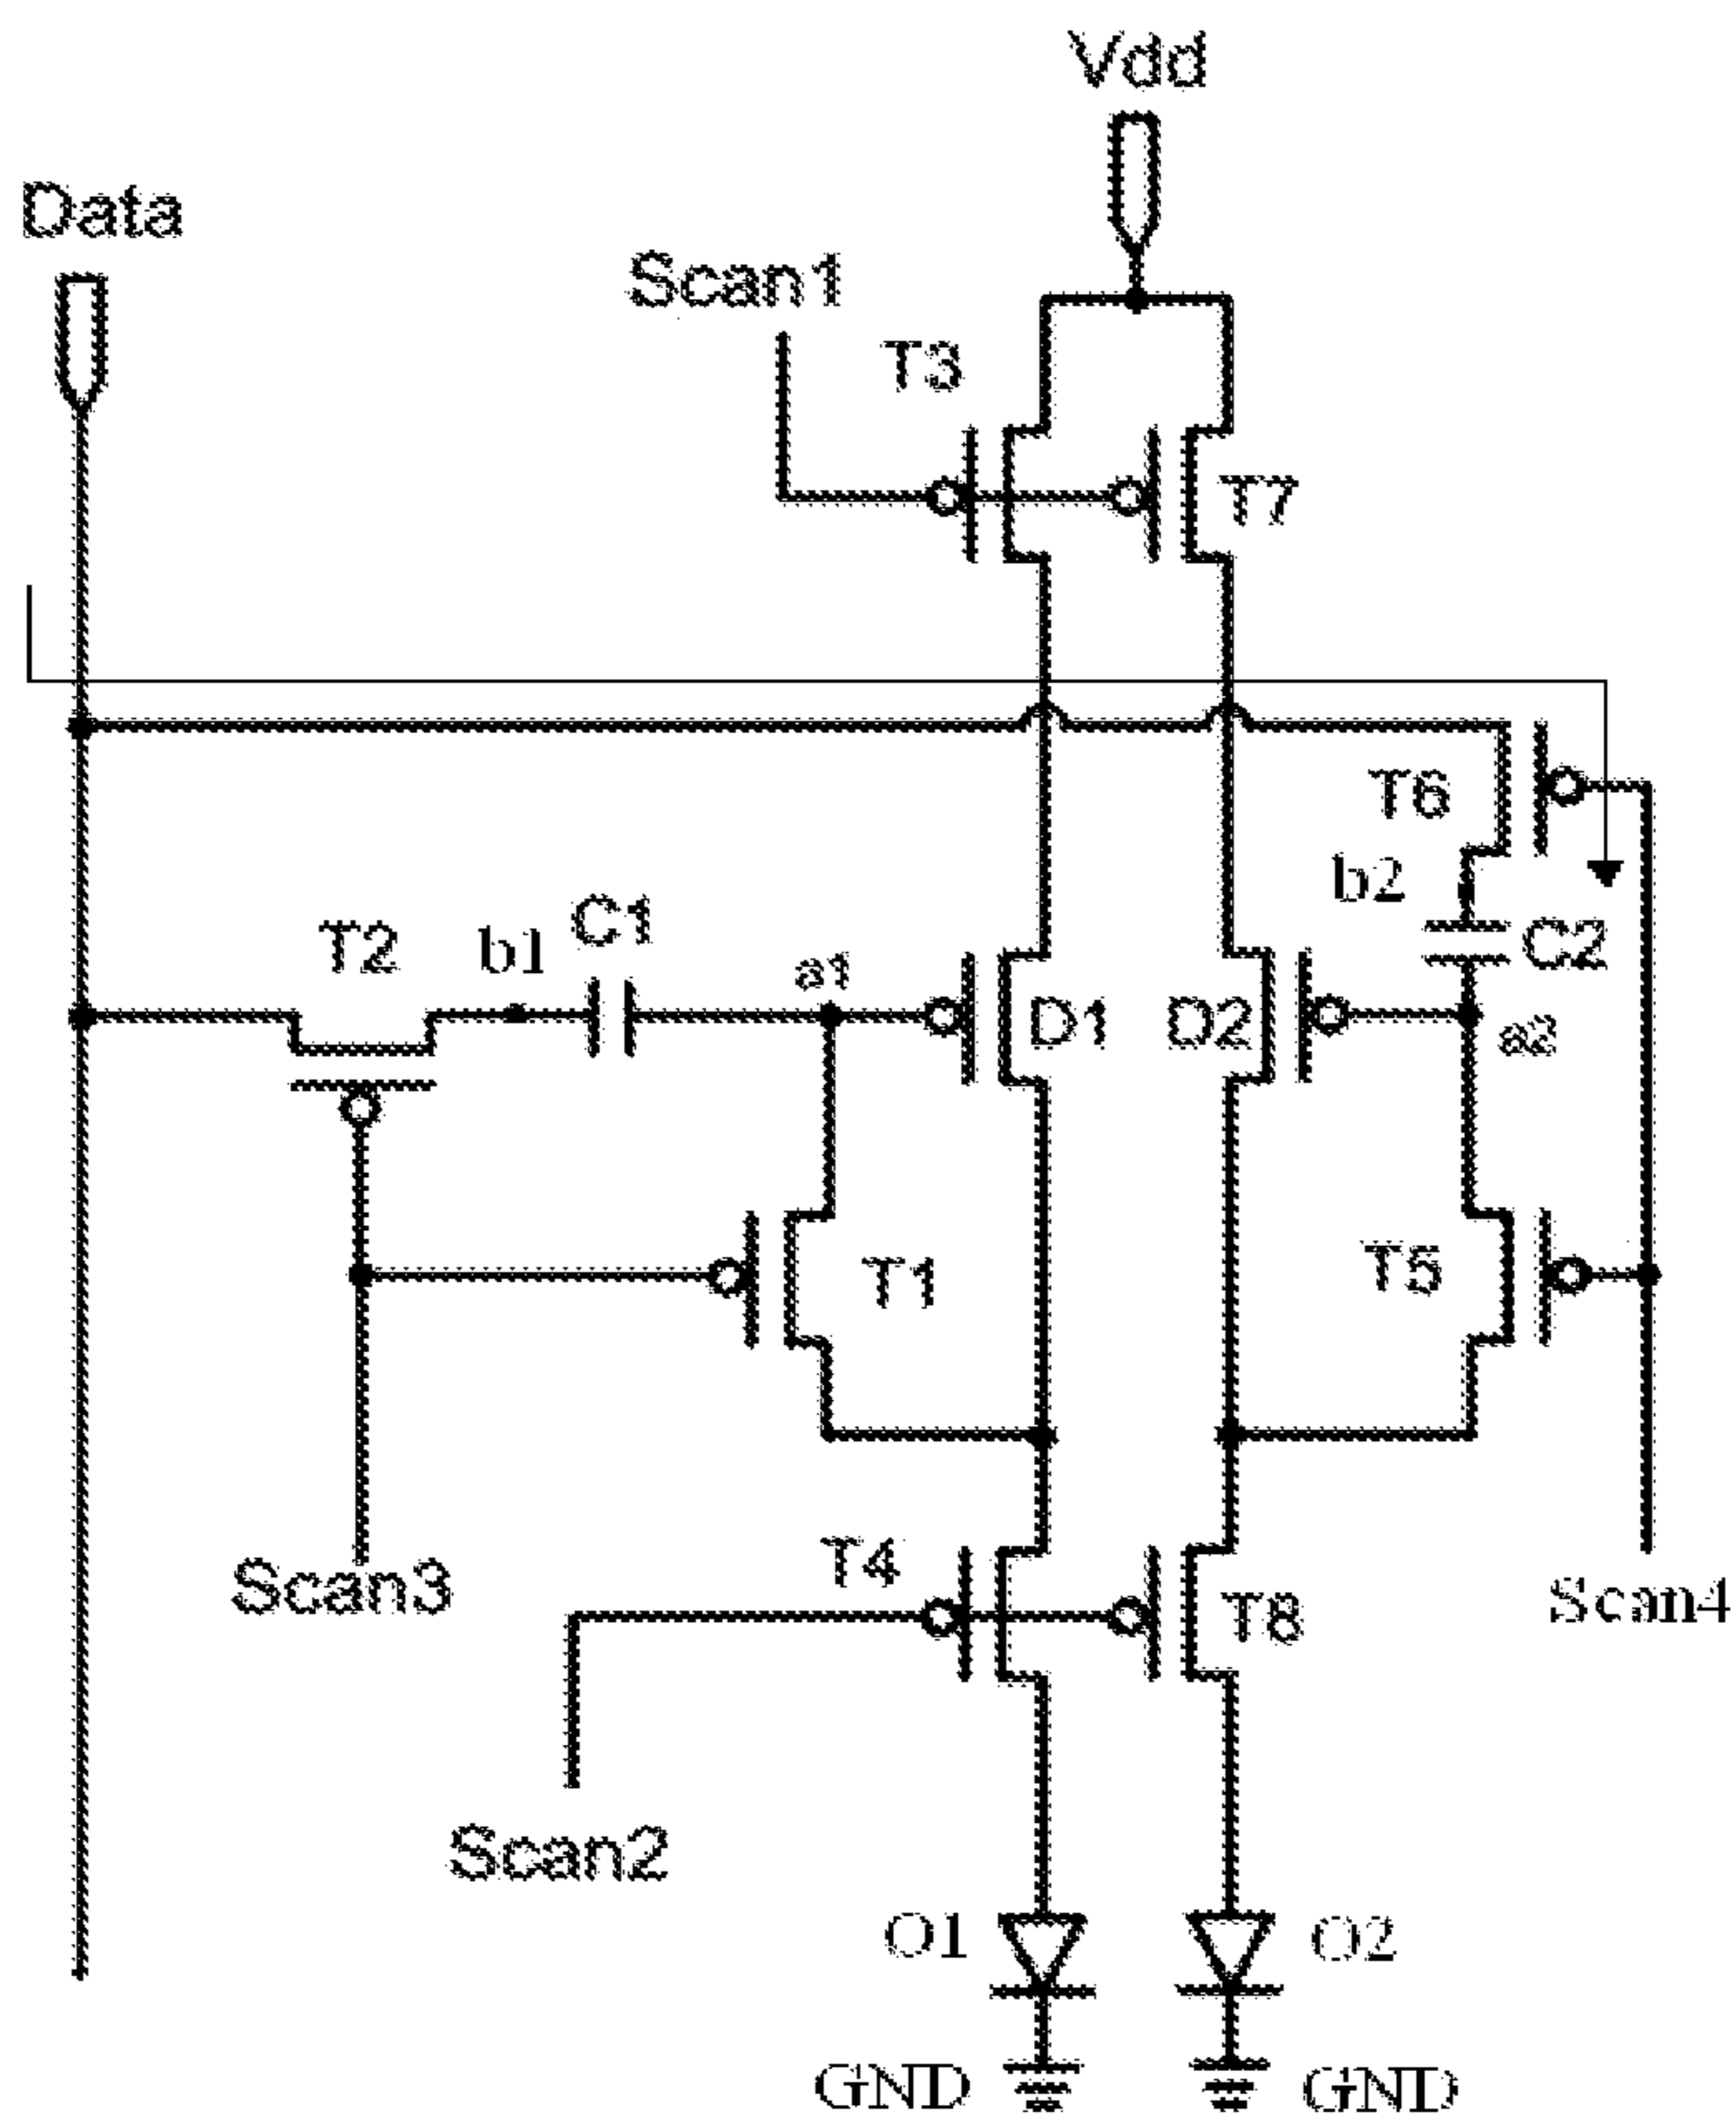 Vdd
Data
Scan1
T3
T7
T6
b2
C1
T2
b1
C2
a1
D1
D2
a2
T1
T5
T4
Scan3
T8
Scan4
Scan2
O1
O2
GND
GND